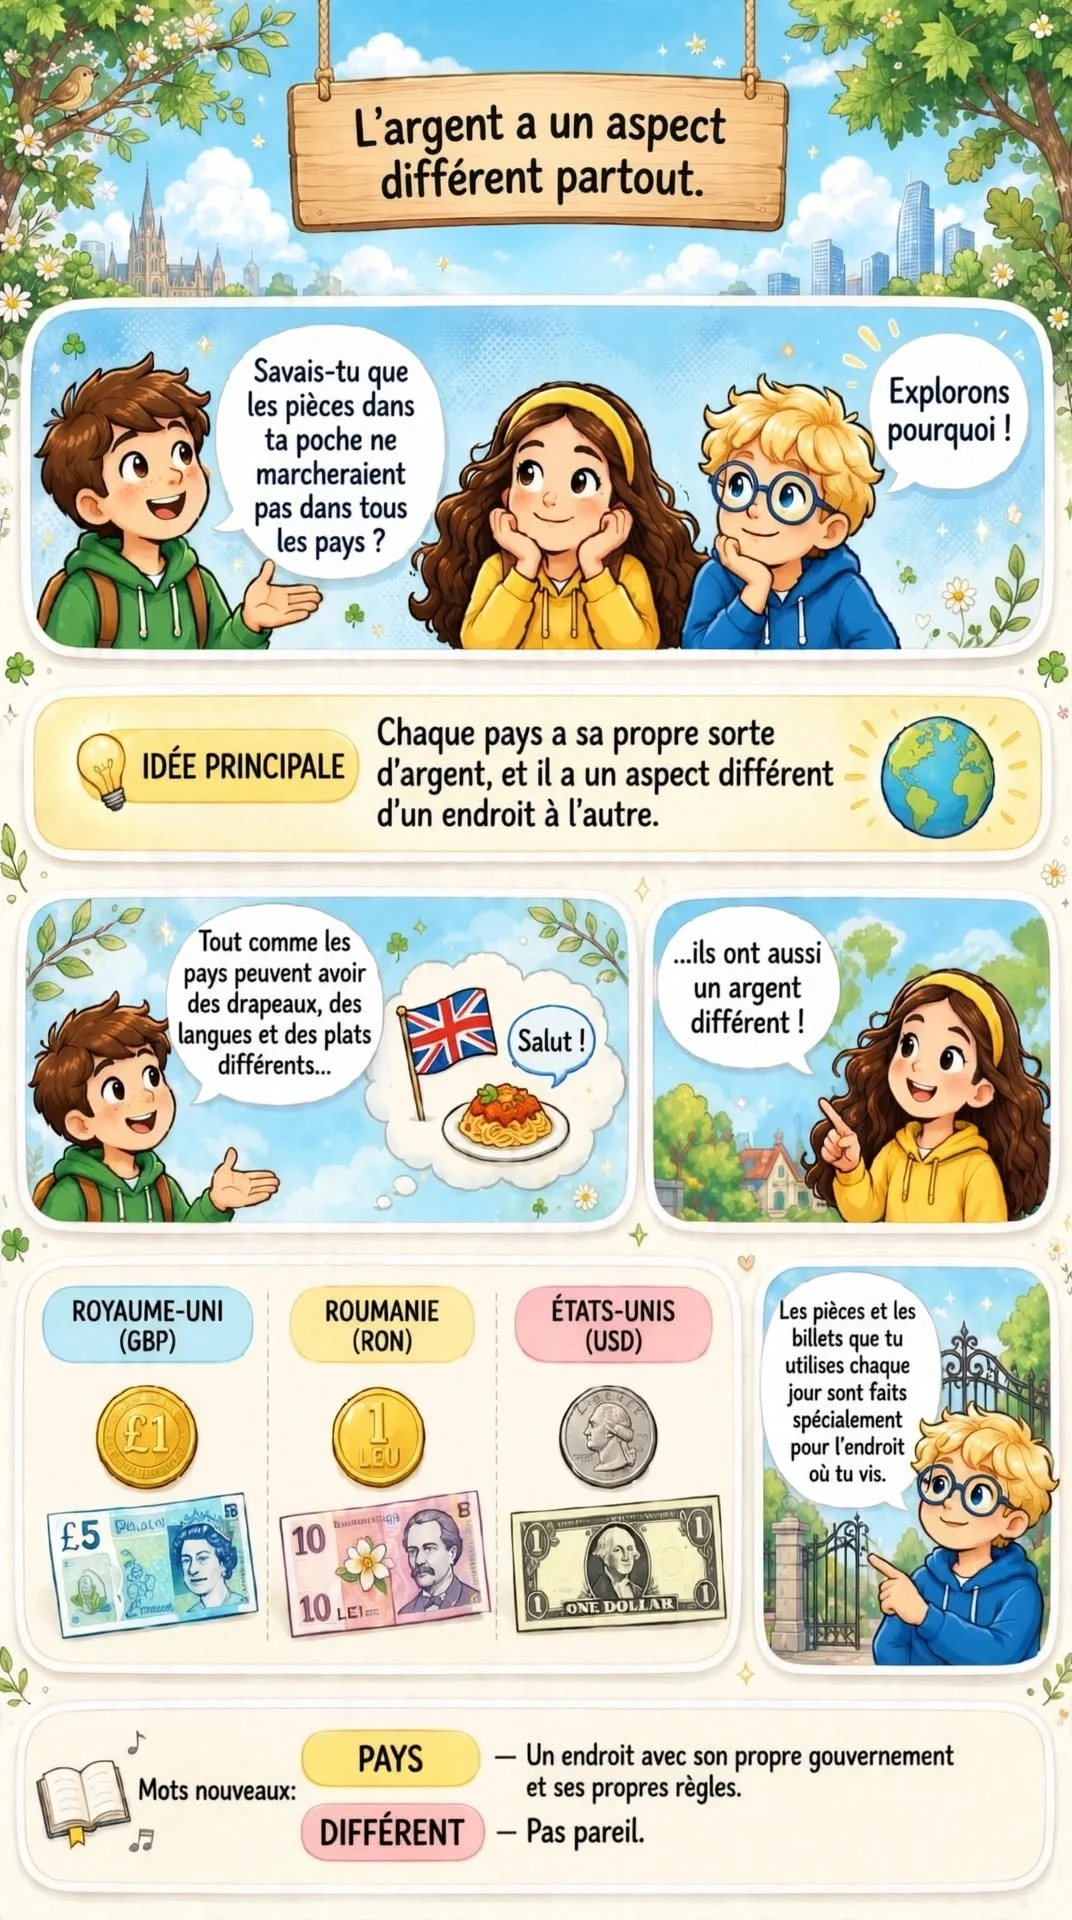 L'argent a un aspect
différent partout.
Savais-tu que
les pièces dans
ta poche ne
marcheraient
pas dans tous
les pays ?
Explorons
pourquoi !
IDÉE PRINCIPALE
Chaque pays a sa propre sorte
d'argent, et il a un aspect différent
d'un endroit à l'autre.
Tout comme les
pays peuvent avoir
des drapeaux, des
langues et des plats
différents...
Salut !
...ils ont aussi
un argent
différent !
ROYAUME-UNI
(GBP)
£1
£5
ROUMANIE
(RON)
1
LEU
10
10 LEI
ÉTATS-UNIS
(USD)
LIBERTY
1
1
1
ONE DOLLAR
Les pièces et les
billets que tu
utilises chaque
jour sont faits
spécialement
pour l'endroit
où tu vis.
Mots nouveaux:
PAYS
— Un endroit avec son propre gouvernement
et ses propres règles.
DIFFÉRENT
— Pas pareil.